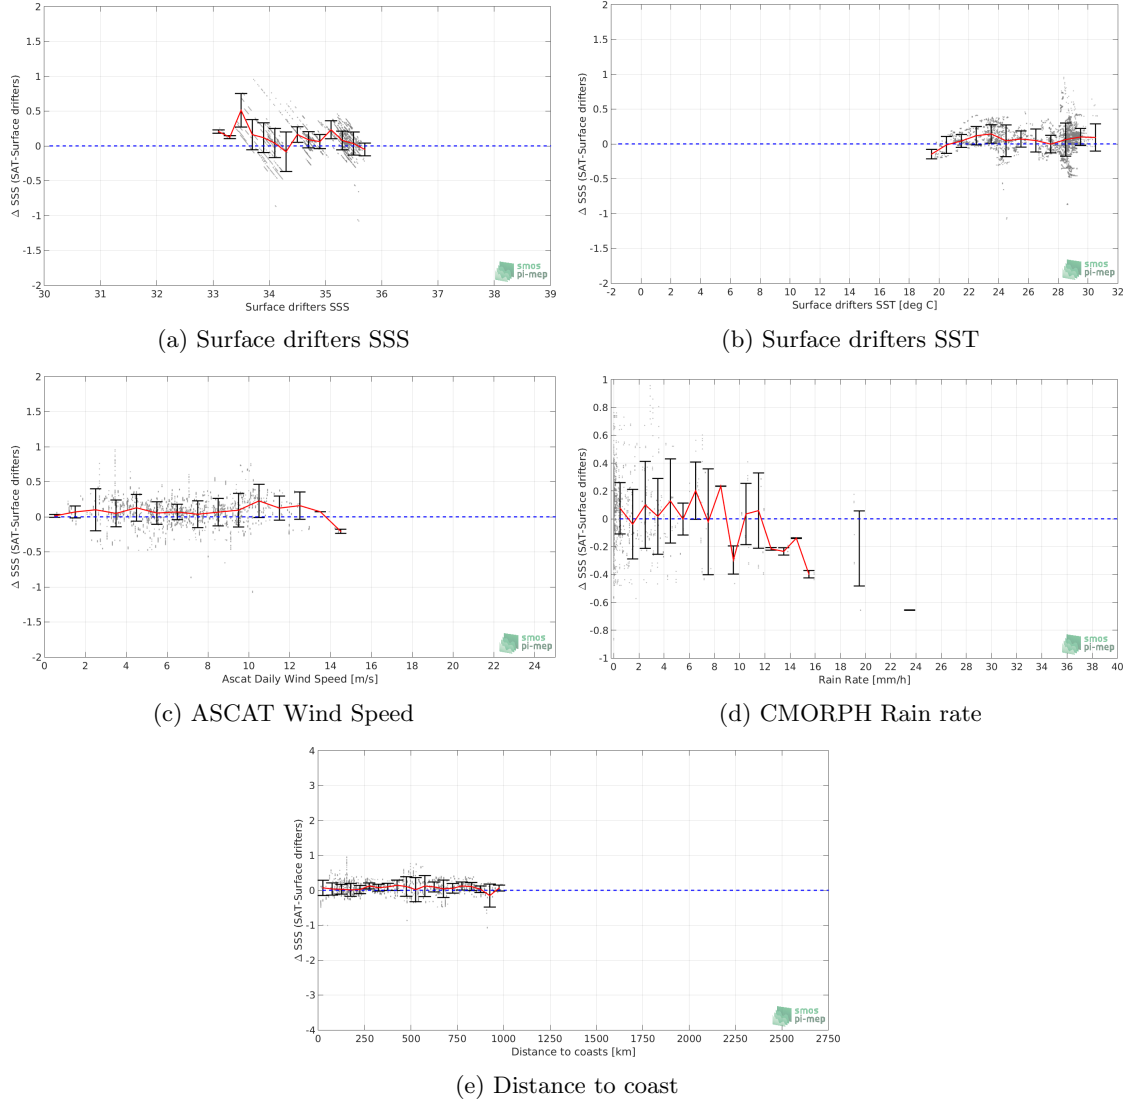 2
1.5
1
0.5
0
-0.5
-1
-1.5
-2
Δ SSS (SAT-Surface drifters)
30 31 32 33 34 35 36 37 38 39
Surface drifters SSS
smos
pi-mep
(a) Surface drifters SSS
2
1.5
1
0.5
0
-0.5
-1
-1.5
-2
Δ SSS (SAT-Surface drifters)
-2 0 2 4 6 8 10 12 14 16 18 20 22 24 26 28 30 32
Surface drifters SST [deg C]
smos
pi-mep
(b) Surface drifters SST
2
1.5
1
0.5
0
-0.5
-1
-1.5
-2
Δ SSS (SAT-Surface drifters)
0 2 4 6 8 10 12 14 16 18 20 22 24
Ascat Daily Wind Speed [m/s]
smos
pi-mep
(c) ASCAT Wind Speed
1
0.8
0.6
0.4
0.2
0
-0.2
-0.4
-0.6
-0.8
-1
Δ SSS (SAT-Surface drifters)
0 2 4 6 8 10 12 14 16 18 20 22 24 26 28 30 32 34 36 38 40
Rain Rate [mm/h]
smos
pi-mep
(d) CMORPH Rain rate
4
3
2
1
0
-1
-2
-3
-4
Δ SSS (SAT-Surface drifters)
0 250 500 750 1000 1250 1500 1750 2000 2250 2500 2750
Distance to coasts [km]
smos
pi-mep
(e) Distance to coast